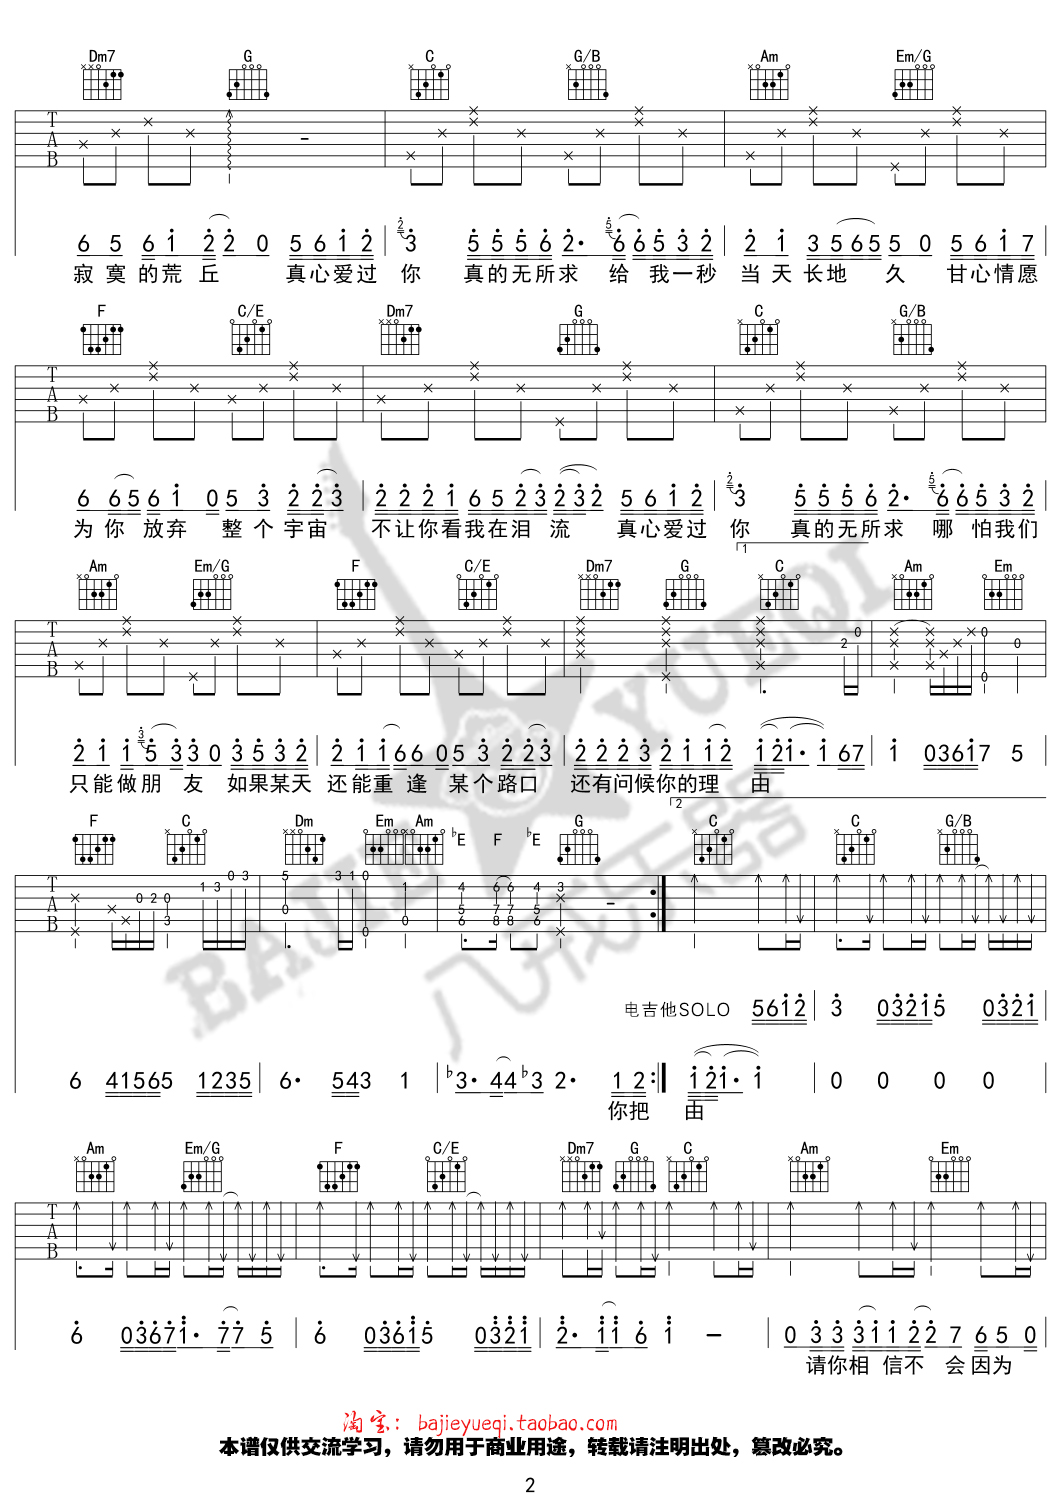 Dm7 G C G/B Am Em/G
T
A
B
6 5 6 1 2 2 0 5 6 1 2 3 5 5 5 6 2· 6 6 5 3 2 2 1 3 5 6 5 5 0 5 6 1 7
寂寞的荒丘 真心爱过 你 真的无所求 给 我一秒 当天长地 久 甘心情愿
F C/E Dm7 G C G/B
T
A
B
6 6 5 6 1 0 5 3 2 2 3 2 2 2 1 6 5 2 3 2 3 2 5 6 1 2 3 5 5 5 6 2· 6 6 5 3 2
为你 放弃 整个宇宙 不让你看我在泪 流 真心爱过 你 真的无所求 哪 怕我们
1
Am Em/G F C/E Dm7 G C Am Em
T
A
B
2 1 1 5 3 3 0 3 5 3 2 2 1 1 6 6 0 5 3 2 2 3 2 2 2 3 2 1 1 2 1 2 1· 1 6 7 1 0 3 6 1 7 5
只能做朋 友 如果某天 还能重 逢 某个路口 还有问候你的理 由
2
F C Dm Em Am ♭E F ♭E G C C G/B
T
A
B
电吉他SOLO 5 6 1 2 3 0 3 2 1 5 0 3 2 1
6 4 1 5 6 5 1 2 3 5 6· 5 4 3 1 ♭3· 4 4 ♭3 2· 1 2 : 1 2 1· 1 0 0 0 0
你把 由
Am Em/G F C/E Dm7 G C Am Em
T
A
B
6 0 3 6 7 1· 7 7 5 6 0 3 6 1 5 0 3 2 1 2· 1 1 6 1 – 0 3 3 3 1 1 2 2 7 6 5 0
请你相 信不 会因为
淘宝：bajieyueqi.taobao.com
本谱仅供交流学习，请勿用于商业用途，转载请注明出处，篡改必究。
2
BAJIE YUEQI
八戒乐器